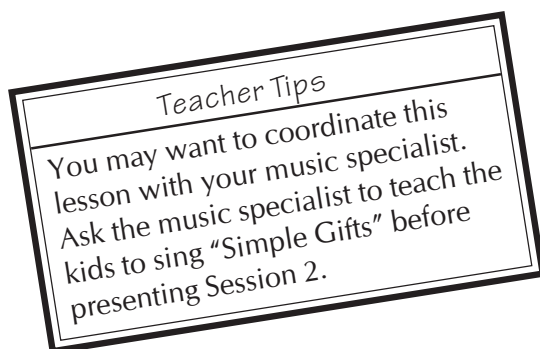 Teacher Tips
You may want to coordinate this
lesson with your music specialist.
Ask the music specialist to teach the
kids to sing “Simple Gifts” before
presenting Session 2.